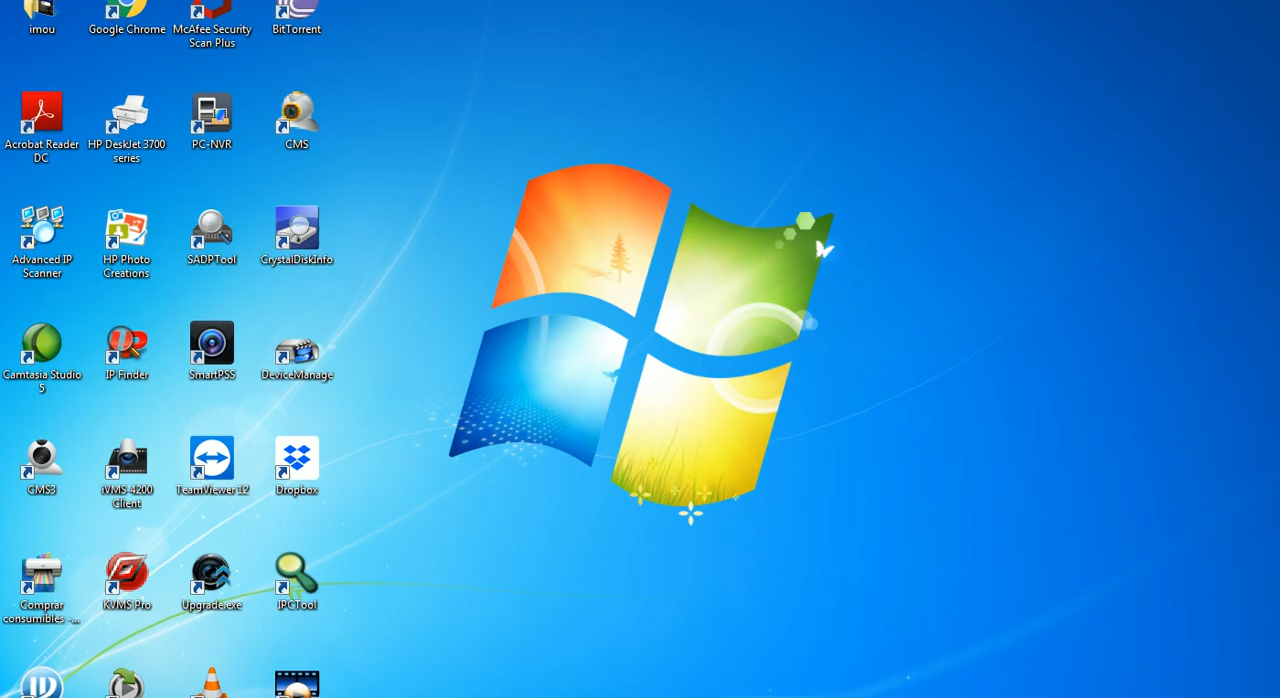 imou
Google Chrome
McAfee Security
Scan Plus
BitTorrent
Acrobat Reader
DC
HP DeskJet 3700
series
PC-NVR
CMS
Advanced IP
Scanner
HP Photo
Creations
SADPTool
CrystalDiskInfo
Camtasia Studio
5
IP Finder
SmartPSS
DeviceManage
CMS3
iVMS-4200
Client
TeamViewer 12
Dropbox
Comprar
consumibles -...
KVMS Pro
Upgrade.exe
IPCTool